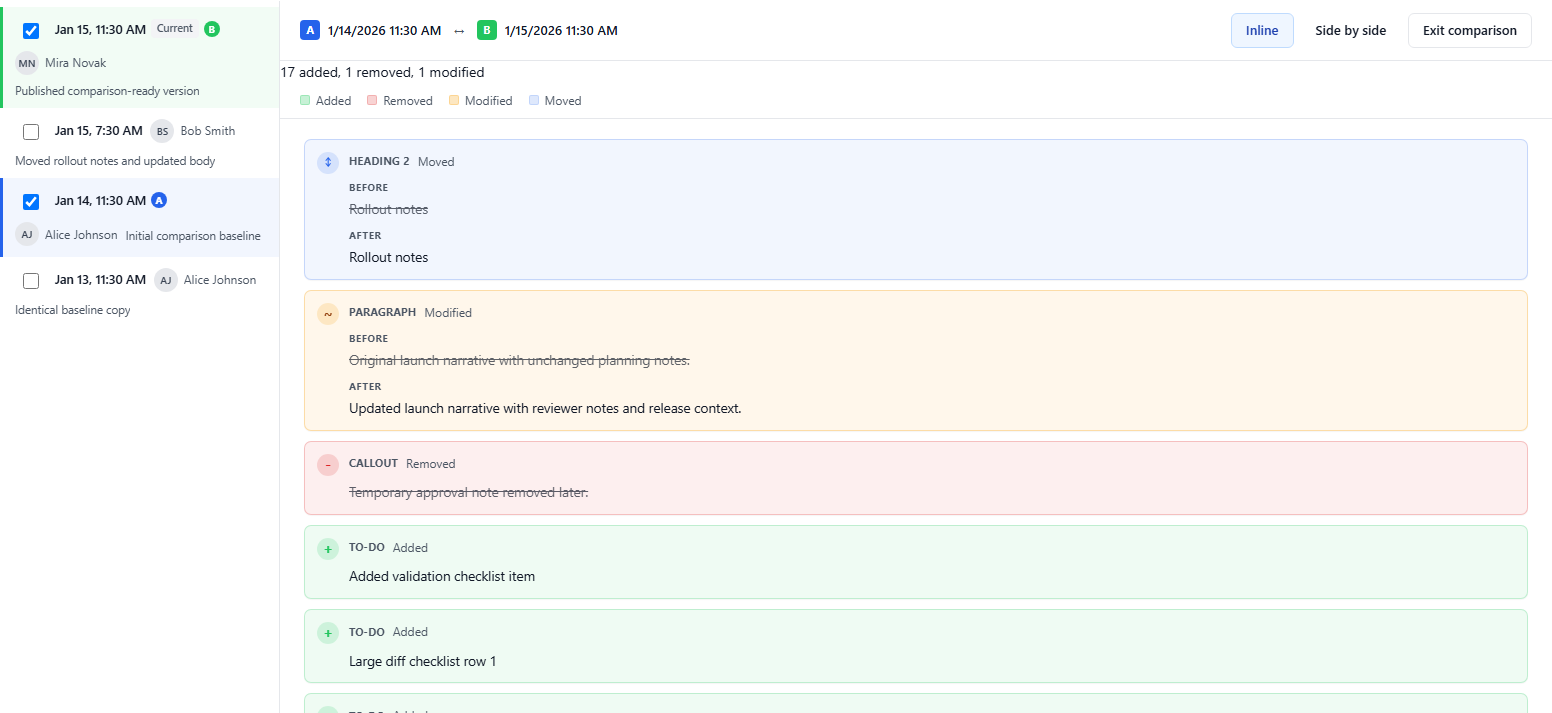 Jan 15, 11:30 AM Current B
MN Mira Novak
Published comparison-ready version
Jan 15, 7:30 AM BS Bob Smith
Moved rollout notes and updated body
Jan 14, 11:30 AM A
AJ Alice Johnson Initial comparison baseline
Jan 13, 11:30 AM AJ Alice Johnson
Identical baseline copy
A 1/14/2026 11:30 AM ↔ B 1/15/2026 11:30 AM
Inline Side by side Exit comparison
17 added, 1 removed, 1 modified
Added Removed Modified Moved
↕ HEADING 2 Moved
BEFORE
Rollout notes
AFTER
Rollout notes
~ PARAGRAPH Modified
BEFORE
Original launch narrative with unchanged planning notes.
AFTER
Updated launch narrative with reviewer notes and release context.
- CALLOUT Removed
Temporary approval note removed later.
+ TO-DO Added
Added validation checklist item
+ TO-DO Added
Large diff checklist row 1